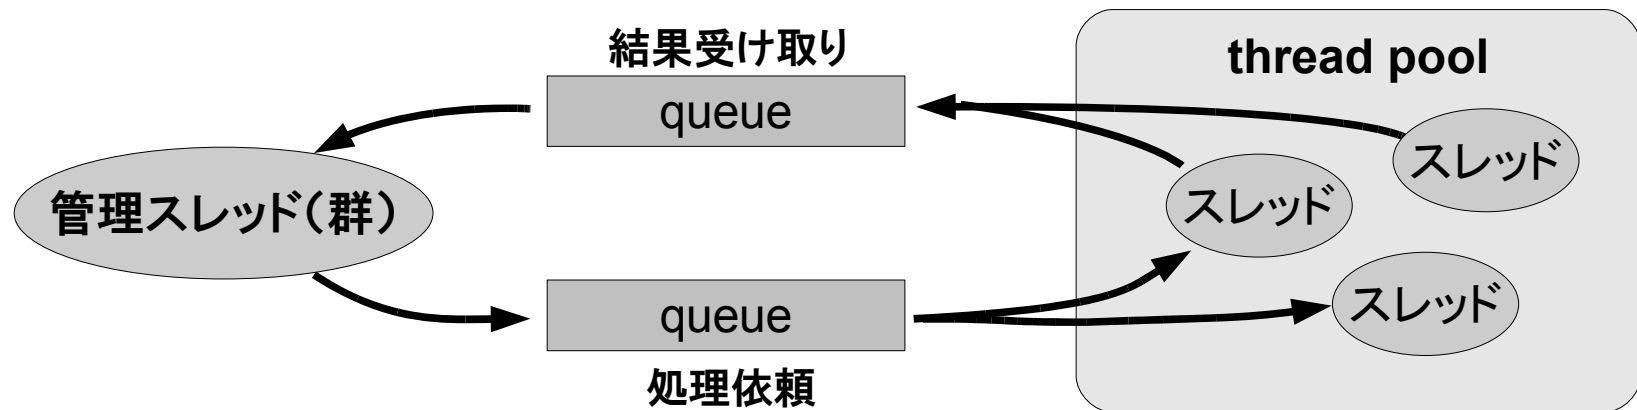 結果受け取り
queue
thread pool
スレッド
スレッド
管理スレッド(群)
queue
スレッド
処理依頼